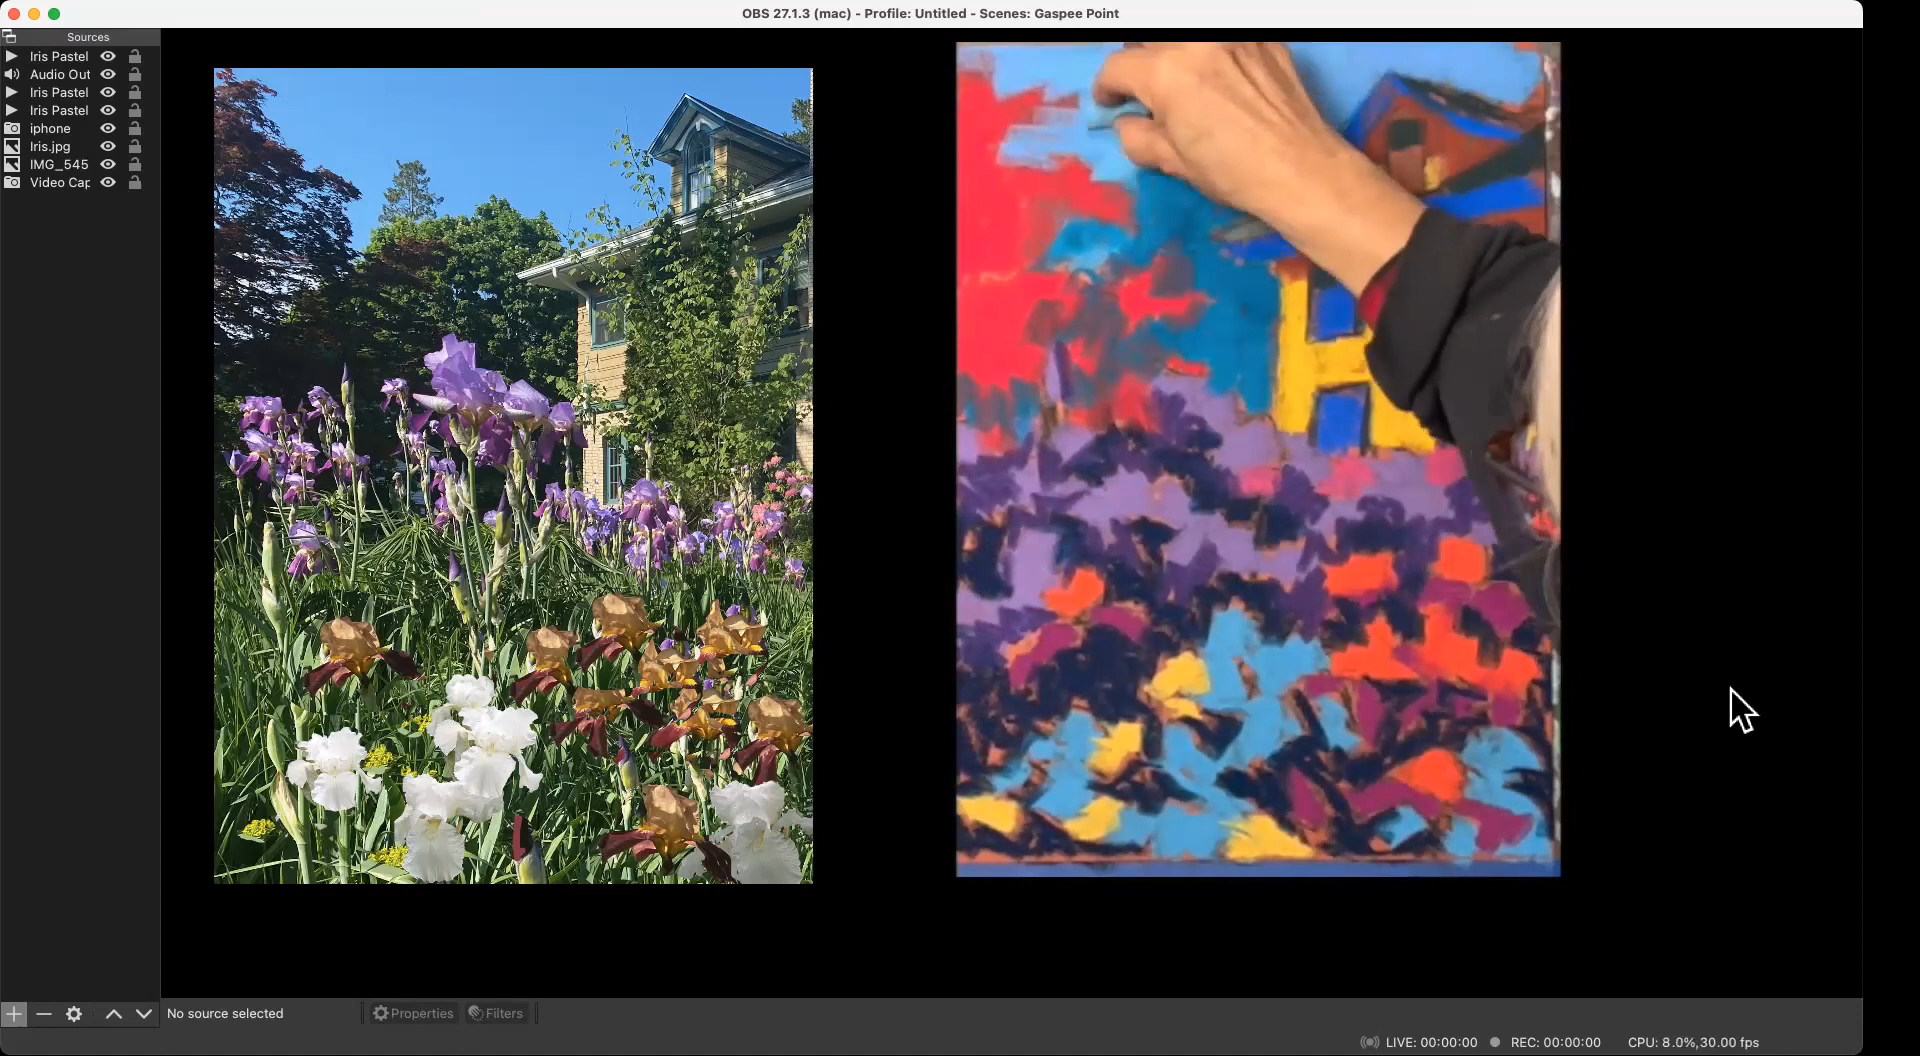 OBS 27.1.3 (mac) - Profile: Untitled - Scenes: Gaspee Point
Sources
Iris Pastel
Audio Out
Iris Pastel
Iris Pastel
iphone
Iris.jpg
IMG_545
Video Cap
No source selected
Properties
Filters
LIVE: 00:00:00
REC: 00:00:00
CPU: 8.0%,30.00 fps